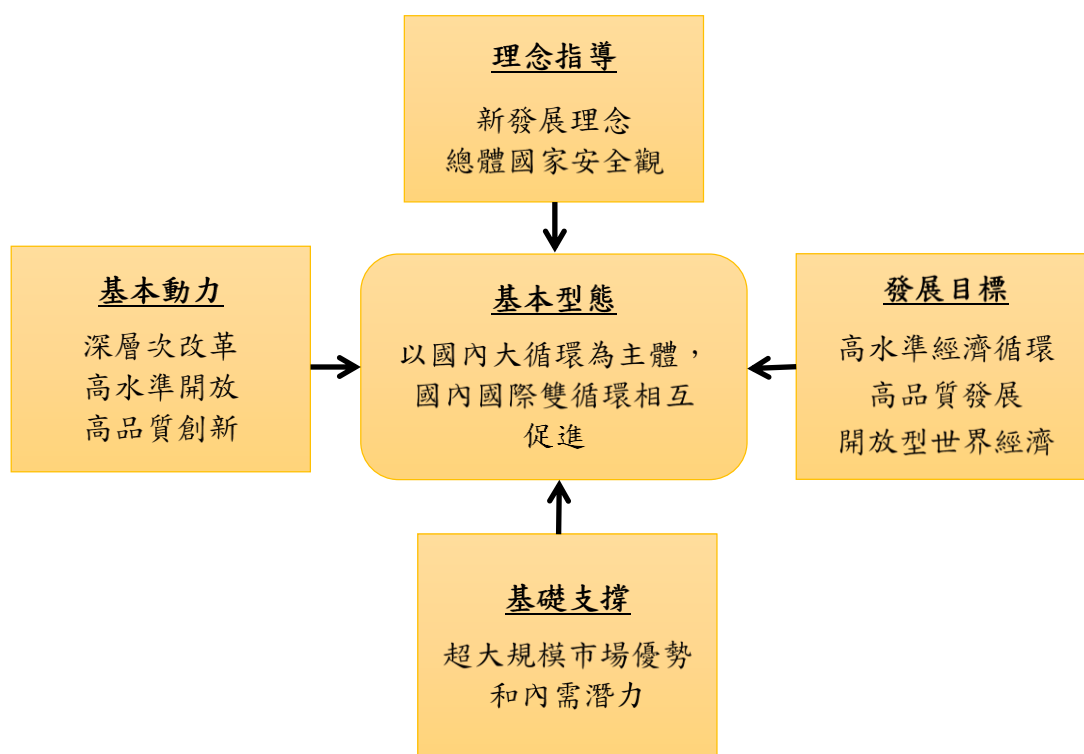 理念指導
新發展理念
總體國家安全觀
基本動力
深層次改革
高水準開放
高品質創新
基本型態
以國內大循環為主體，
國內國際雙循環相互
促進
發展目標
高水準經濟循環
高品質發展
開放型世界經濟
基礎支撐
超大規模市場優勢
和內需潛力